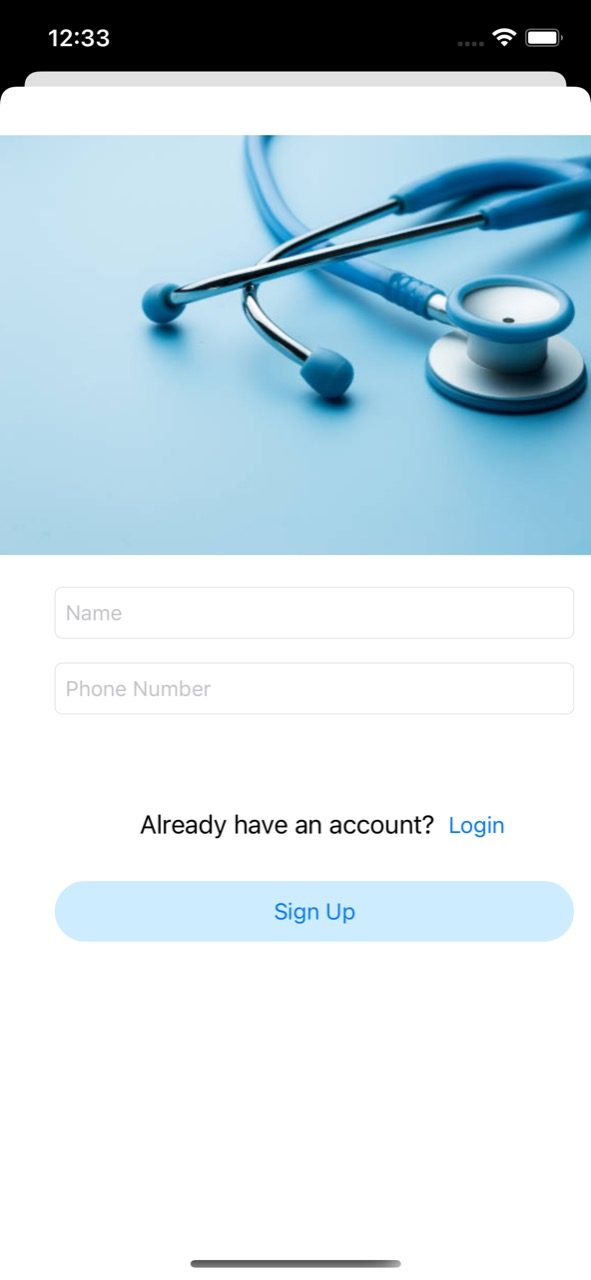 12:33
Name
Phone Number
Already have an account? Login
Sign Up